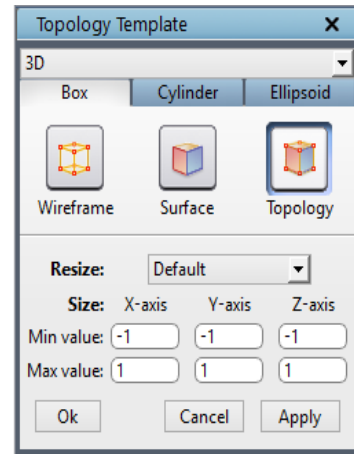 Topology Template
3D
Box Cylinder Ellipsoid
Wireframe Surface Topology
Resize: Default
Size: X-axis Y-axis Z-axis
Min value: -1 -1 -1
Max value: 1 1 1
Ok Cancel Apply